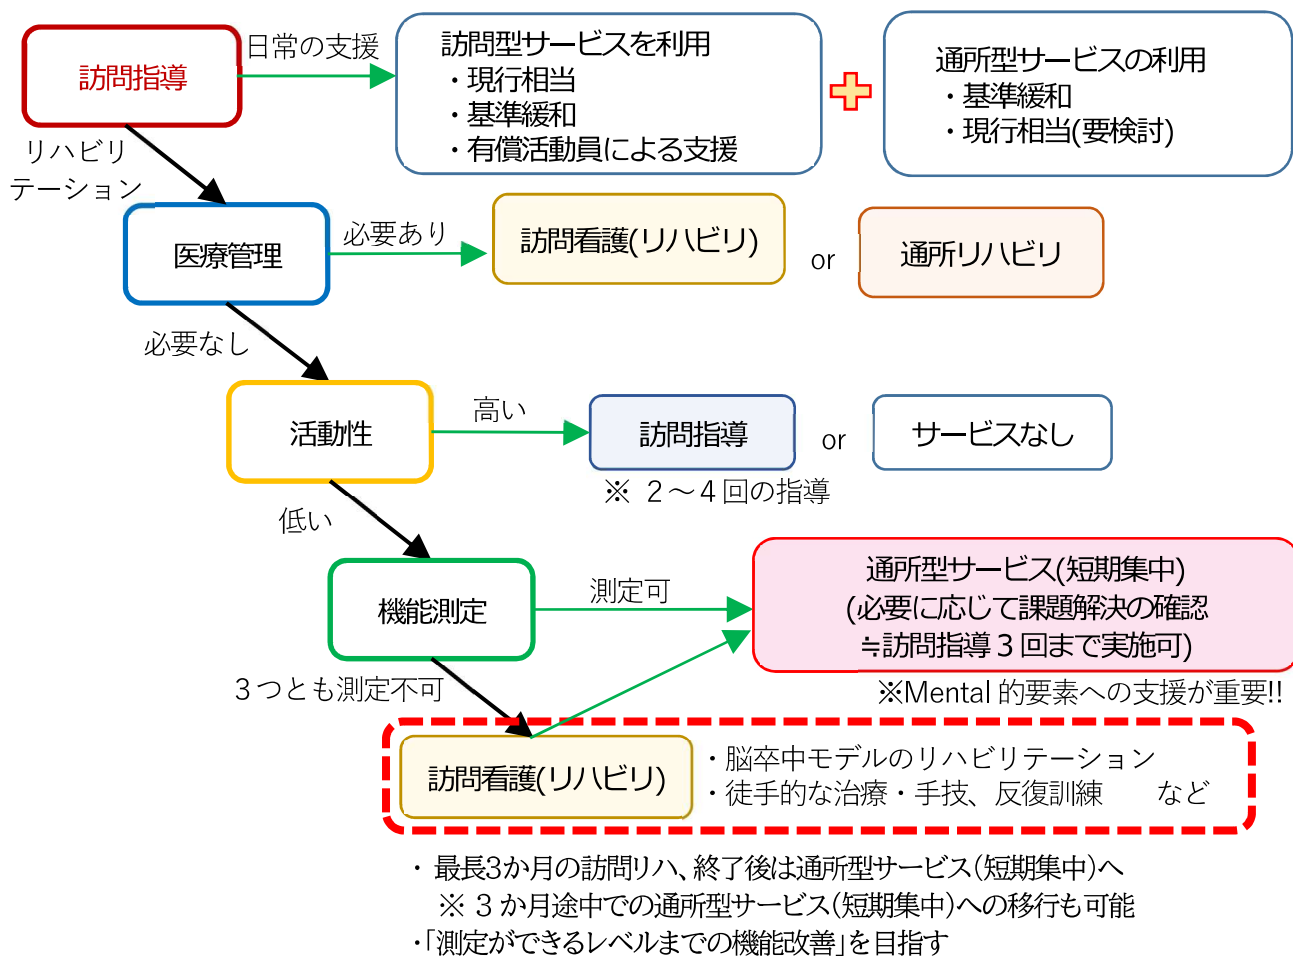 訪問指導
日常の支援
訪問型サービスを利用
・現行相当
・基準緩和
・有償活動員による支援
通所型サービスの利用
・基準緩和
・現行相当(要検討)
リハビリ
テーション
医療管理
必要あり
訪問看護(リハビリ)
or
通所リハビリ
必要なし
活動性
高い
訪問指導
or
サービスなし
※ 2～4回の指導
低い
機能測定
測定可
通所型サービス(短期集中)
(必要に応じて課題解決の確認
≒訪問指導3回まで実施可)
※Mental的要素への支援が重要!!
3つとも測定不可
訪問看護(リハビリ)
・脳卒中モデルのリハビリテーション
・徒手的な治療・手技、反復訓練　　など
・ 最長3か月の訪問リハ、終了後は通所型サービス(短期集中)へ
※ 3か月途中での通所型サービス(短期集中)への移行も可能
・「測定ができるレベルまでの機能改善」を目指す